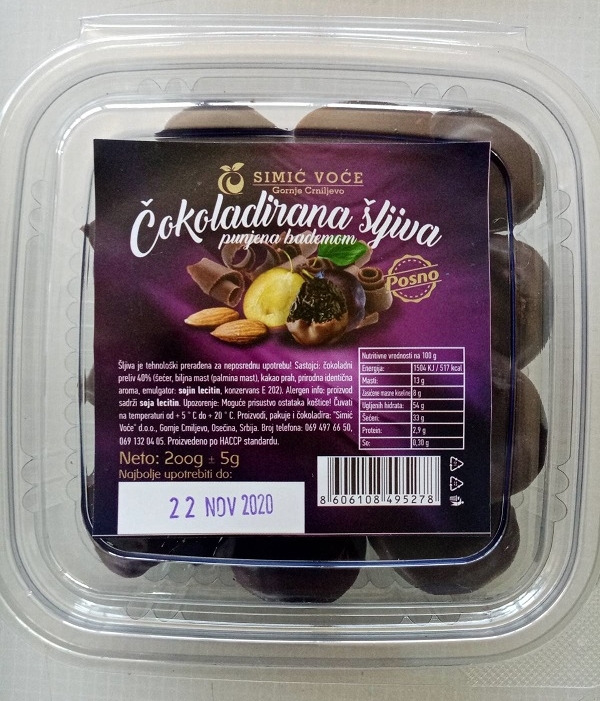 SIMIĆ VOĆE
Gornje Crniljevo
Čokoladirana šljiva
punjena bademom
Posno
Šljiva je tehnološki prerađena za neposrednu upotrebu! Sastojci: čokoladni
preliv 40% (šećer, biljna mast (palmina mast), kakao prah, prirodna identična
aroma, emulgator: sojin lecitin, konzervans E 202). Alergen info: proizvod
sadrži soja lecitin. Upozorenje: Moguće prisustvo ostataka koštice! Čuvati
na temperaturi od + 5 ° C do + 20 ° C. Proizvodi, pakuje i čokoladira: "Simić
Voće" d.o.o., Gornje Crniljevo, Osečina, Srbija. Broj telefona: 069 497 66 50,
069 132 04 05. Proizvedeno po HACCP standardu.
Nutritivne vrednosti na 100 g
Energija: 1504 KJ / 517 kcal
Masti: 13 g
Zasićene masne kiseline: 8 g
Ugljenih hidrata: 54 g
Šećeri: 33 g
Protein: 2,9 g
So: 0,30 g
Neto: 200g ± 5g
Najbolje upotrebiti do:
22 NOV 2020
8 606108 495278